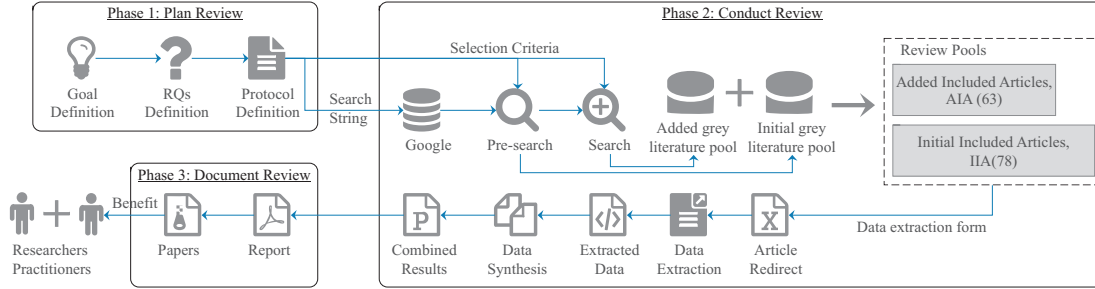 Phase 1: Plan Review
Goal
Definition
RQs
Definition
Protocol
Definition
Search
String
Phase 2: Conduct Review
Selection Criteria
Google
Pre-search
Search
Added grey
literature pool
Initial grey
literature pool
Review Pools
Added Included Articles,
AIA (63)
Initial Included Articles,
IIA(78)
Data extraction form
Article
Redirect
Data
Extraction
Extracted
Data
Data
Synthesis
Combined
Results
Phase 3: Document Review
Report
Papers
Benefit
Researchers
Practitioners
P
X